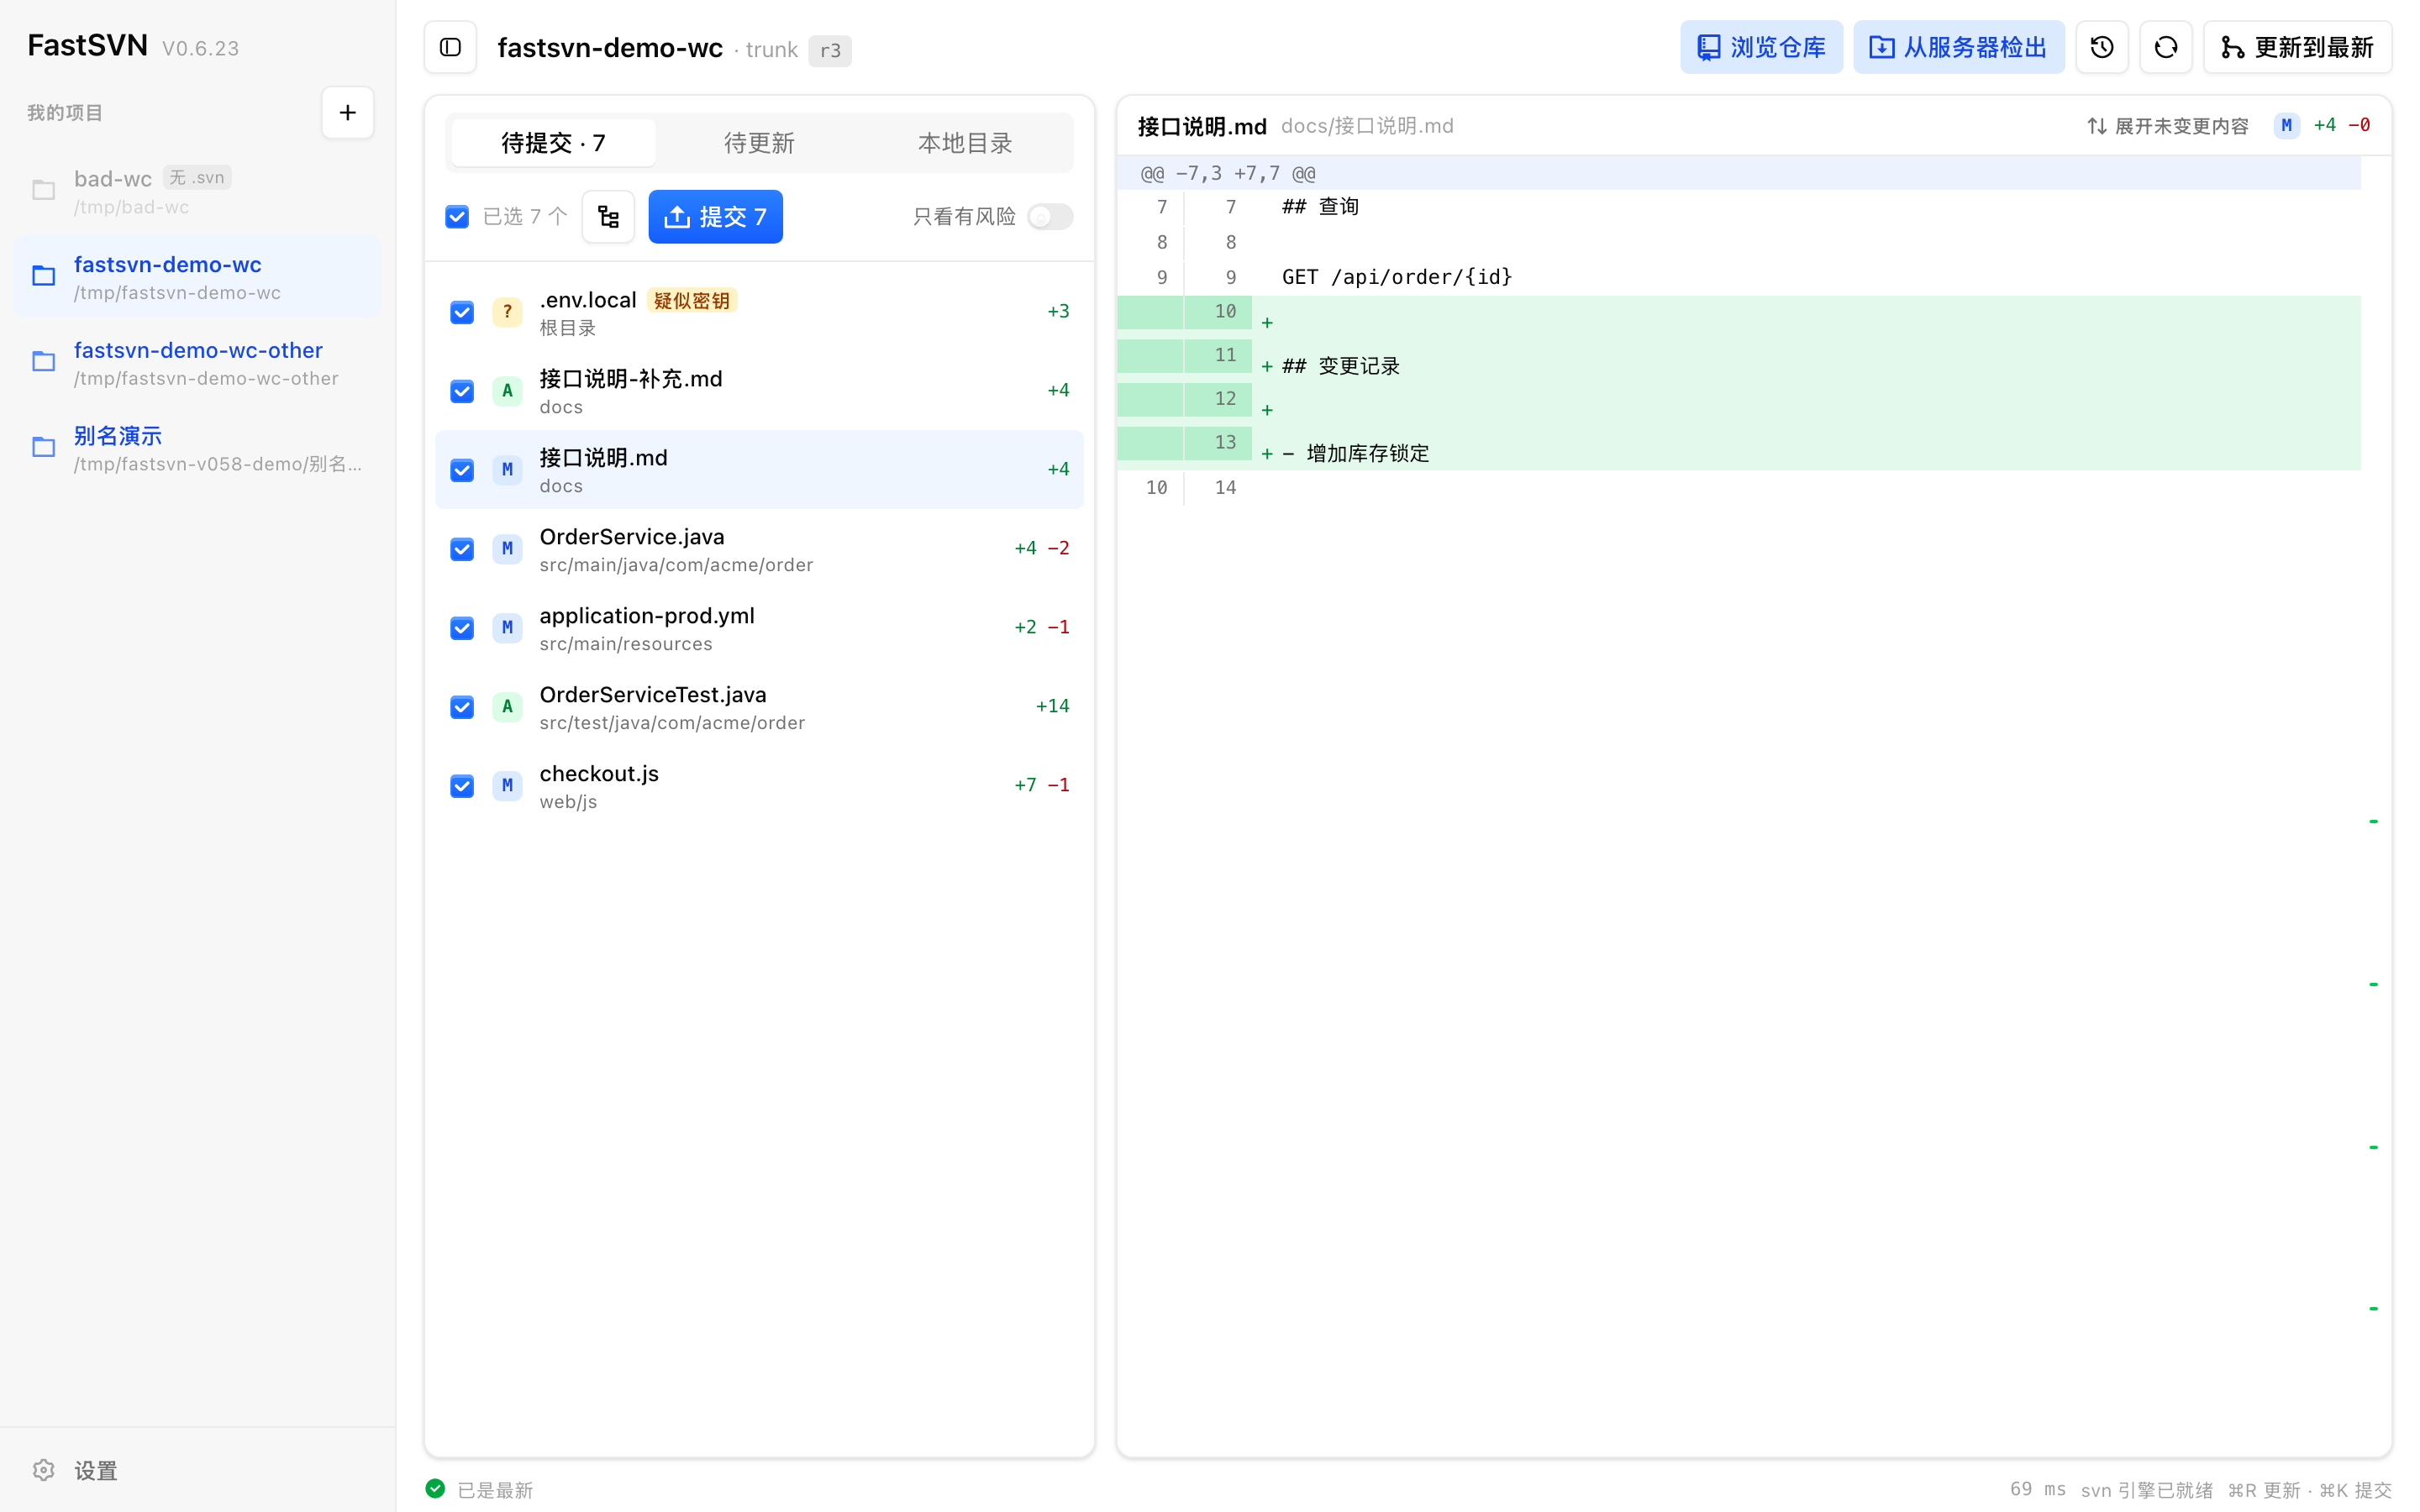 FastSVN V0.6.23
我的项目
bad-wc 无 .svn
/tmp/bad-wc
fastsvn-demo-wc
/tmp/fastsvn-demo-wc
fastsvn-demo-wc-other
/tmp/fastsvn-demo-wc-other
别名演示
/tmp/fastsvn-v058-demo/别名...
设置
fastsvn-demo-wc · trunk r3
浏览仓库
从服务器检出
更新到最新
待提交 · 7
待更新
本地目录
已选 7 个
提交 7
只看有风险
? .env.local 疑似密钥 +3
根目录
A 接口说明-补充.md +4
docs
M 接口说明.md +4
docs
M OrderService.java +4 −2
src/main/java/com/acme/order
M application-prod.yml +2 −1
src/main/resources
A OrderServiceTest.java +14
src/test/java/com/acme/order
M checkout.js +7 −1
web/js
接口说明.md docs/接口说明.md 展开未变更内容 M +4 −0
@@ −7,3 +7,7 @@
7 7 ## 查询
8 8
9 9 GET /api/order/{id}
10 +
11 + ## 变更记录
12 +
13 + - 增加库存锁定
10 14
已是最新
69 ms svn 引擎已就绪 ⌘R 更新 · ⌘K 提交